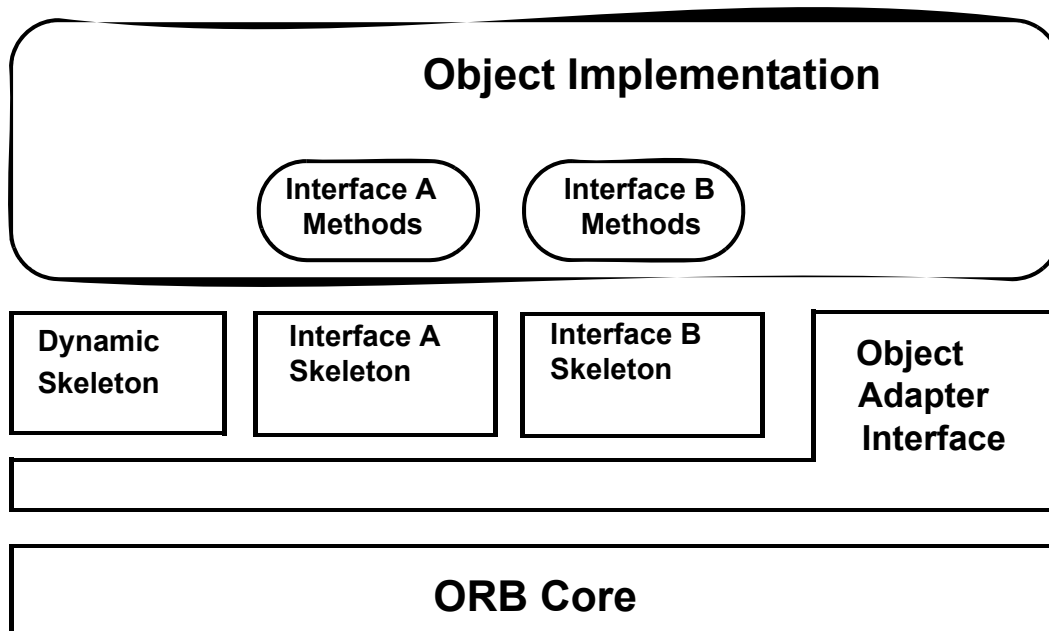 Object Implementation
Interface A
Methods
Interface B
Methods
Dynamic
Skeleton
Interface A
Skeleton
Interface B
Skeleton
Object
Adapter
Interface
ORB Core